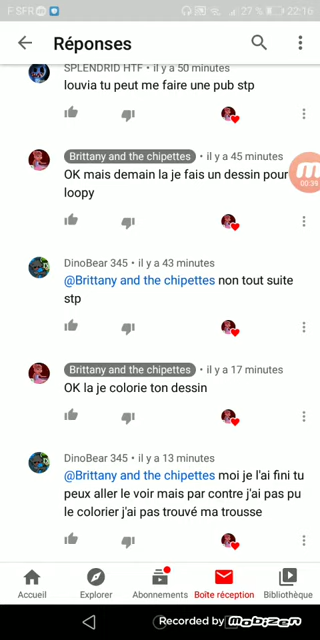 F SFR 27 % 22:16
Réponses
SPLENDRID HTF • il y a 50 minutes
louvia tu peut me faire une pub stp
Brittany and the chipettes • il y a 45 minutes
OK mais demain la je fais un dessin pour
loopy
00:39
DinoBear 345 • il y a 43 minutes
@Brittany and the chipettes non tout suite
stp
Brittany and the chipettes • il y a 17 minutes
OK la je colorie ton dessin
DinoBear 345 • il y a 13 minutes
@Brittany and the chipettes moi je l'ai fini tu
peux aller le voir mais par contre j'ai pas pu
le colorier j'ai pas trouvé ma trousse
Accueil Explorer Abonnements Boîte réception Bibliothèque
Recorded by Mobizen